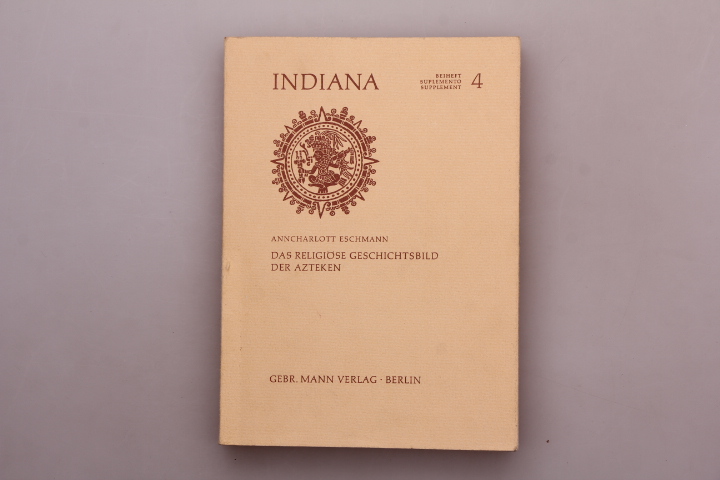 INDIANA
BEIHEFT
SUPLEMENTO
SUPPLEMENT 4
ANNCHARLOTT ESCHMANN
DAS RELIGIÖSE GESCHICHTSBILD
DER AZTEKEN
GEBR. MANN VERLAG · BERLIN